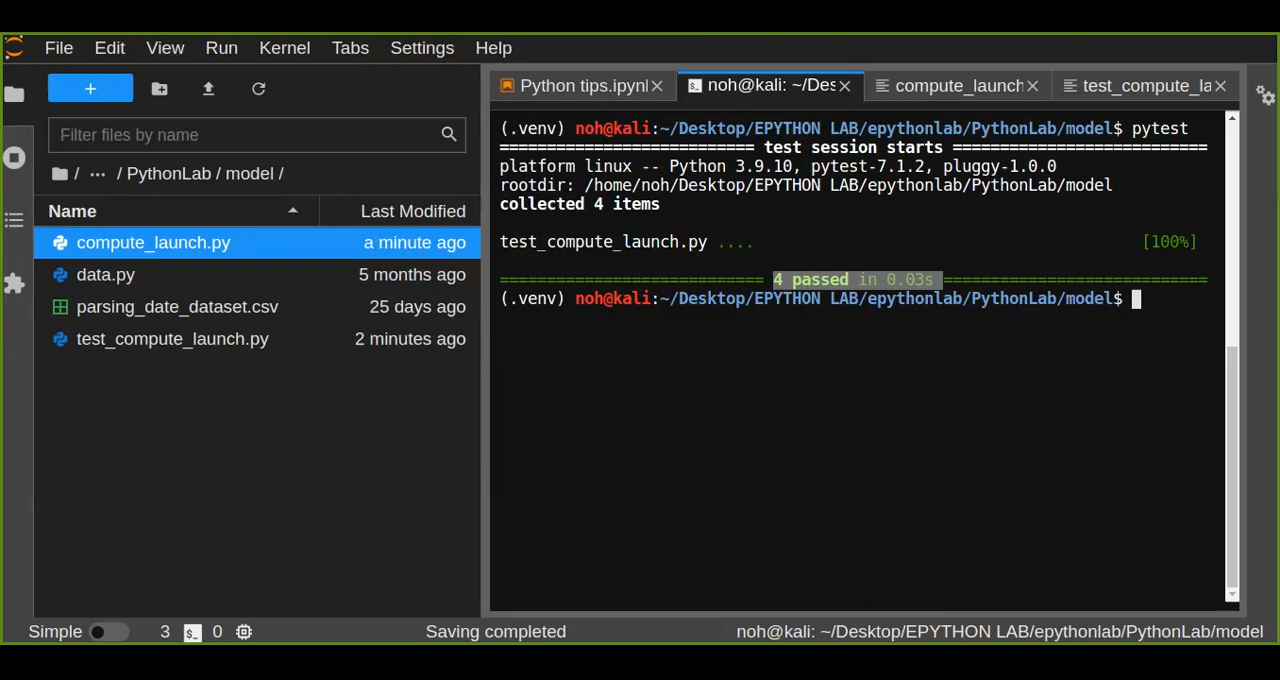 File Edit View Run Kernel Tabs Settings Help
+
Filter files by name
/ ... / PythonLab / model /
Name Last Modified
compute_launch.py a minute ago
data.py 5 months ago
parsing_date_dataset.csv 25 days ago
test_compute_launch.py 2 minutes ago
Python tips.ipynl noh@kali: ~/Des compute_launch test_compute_la
(.venv) noh@kali:~/Desktop/EPYTHON LAB/epythonlab/PythonLab/model$ pytest
=========================== test session starts ===========================
platform linux -- Python 3.9.10, pytest-7.1.2, pluggy-1.0.0
rootdir: /home/noh/Desktop/EPYTHON LAB/epythonlab/PythonLab/model
collected 4 items
test_compute_launch.py .... [100%]
============================ 4 passed in 0.03s ============================
(.venv) noh@kali:~/Desktop/EPYTHON LAB/epythonlab/PythonLab/model$
Simple 3 $_ 0 Saving completed noh@kali: ~/Desktop/EPYTHON LAB/epythonlab/PythonLab/model